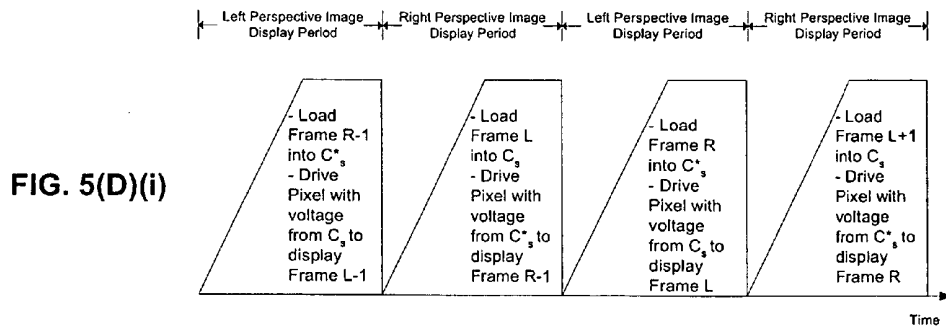 Left Perspective Image
Display Period
Right Perspective Image
Display Period
Left Perspective Image
Display Period
Right Perspective Image
Display Period
FIG. 5(D)(i)
- Load
Frame R-1
into C*s
- Drive
Pixel with
voltage
from Cs to
display
Frame L-1
- Load
Frame L
into Cs
- Drive
Pixel with
voltage
from C*s to
display
Frame R-1
- Load
Frame R
into C*s
- Drive
Pixel with
voltage
from Cs to
display
Frame L
- Load
Frame L+1
into Cs
- Drive
Pixel with
voltage
from C*s to
display
Frame R
Time